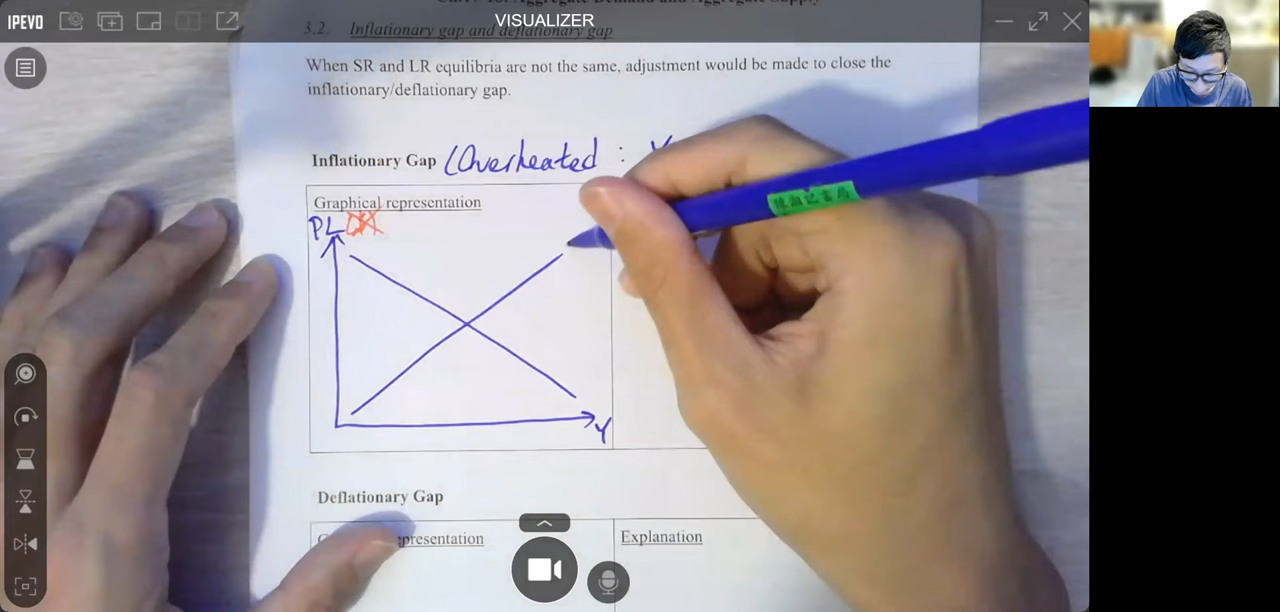 IPEVO
VISUALIZER
3.2. Inflationary gap and deflationary gap
When SR and LR equilibria are not the same, adjustment would be made to close the
inflationary/deflationary gap.
Inflationary Gap (Overheated : Y
Graphical representation
PL
Y
Deflationary Gap
presentation
Explanation